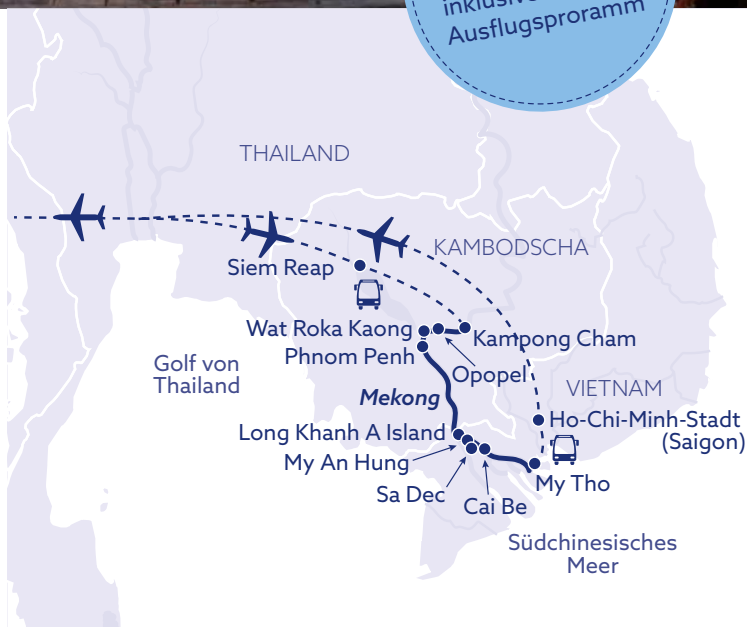 inklusive
Ausflugsproramm
THAILAND
KAMBODSCHA
Siem Reap
Wat Roka Kaong
Kampong Cham
Phnom Penh
Opopel
Golf von
Thailand
Mekong
VIETNAM
Ho-Chi-Minh-Stadt
(Saigon)
Long Khanh A Island
My An Hung
Sa Dec
Cai Be
My Tho
Südchinesisches
Meer